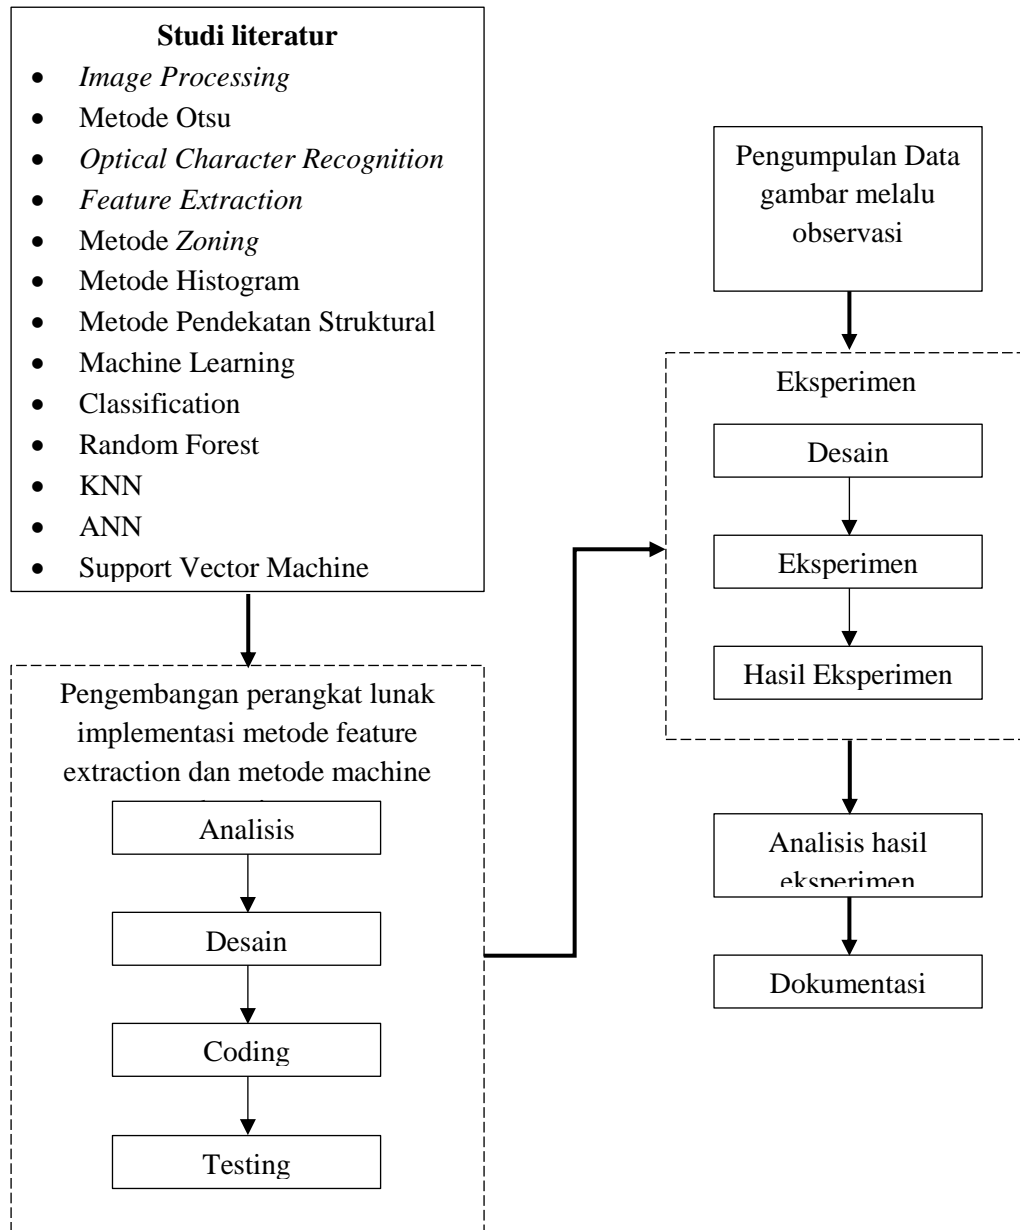 Studi literatur
• Image Processing
• Metode Otsu
• Optical Character Recognition
• Feature Extraction
• Metode Zoning
• Metode Histogram
• Metode Pendekatan Struktural
• Machine Learning
• Classification
• Random Forest
• KNN
• ANN
• Support Vector Machine
Pengembangan perangkat lunak
implementasi metode feature
extraction dan metode machine
Analisis
Desain
Coding
Testing
Pengumpulan Data
gambar melalu
observasi
Eksperimen
Desain
Eksperimen
Hasil Eksperimen
Analisis hasil
eksperimen
Dokumentasi